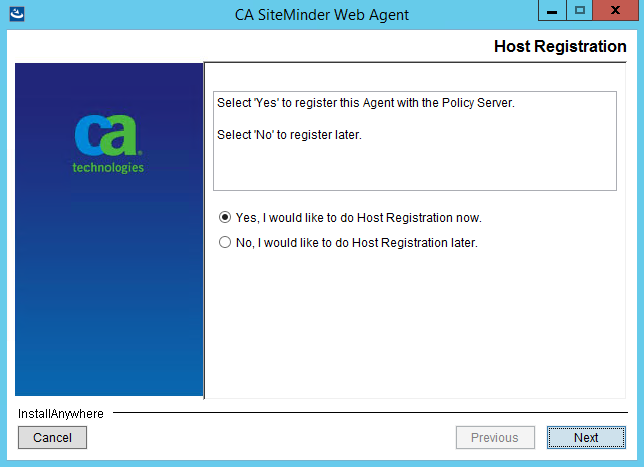 CA SiteMinder Web Agent
Host Registration
ca
technologies
Select 'Yes' to register this Agent with the Policy Server.
Select 'No' to register later.
Yes, I would like to do Host Registration now.
No, I would like to do Host Registration later.
InstallAnywhere
Cancel
Previous
Next